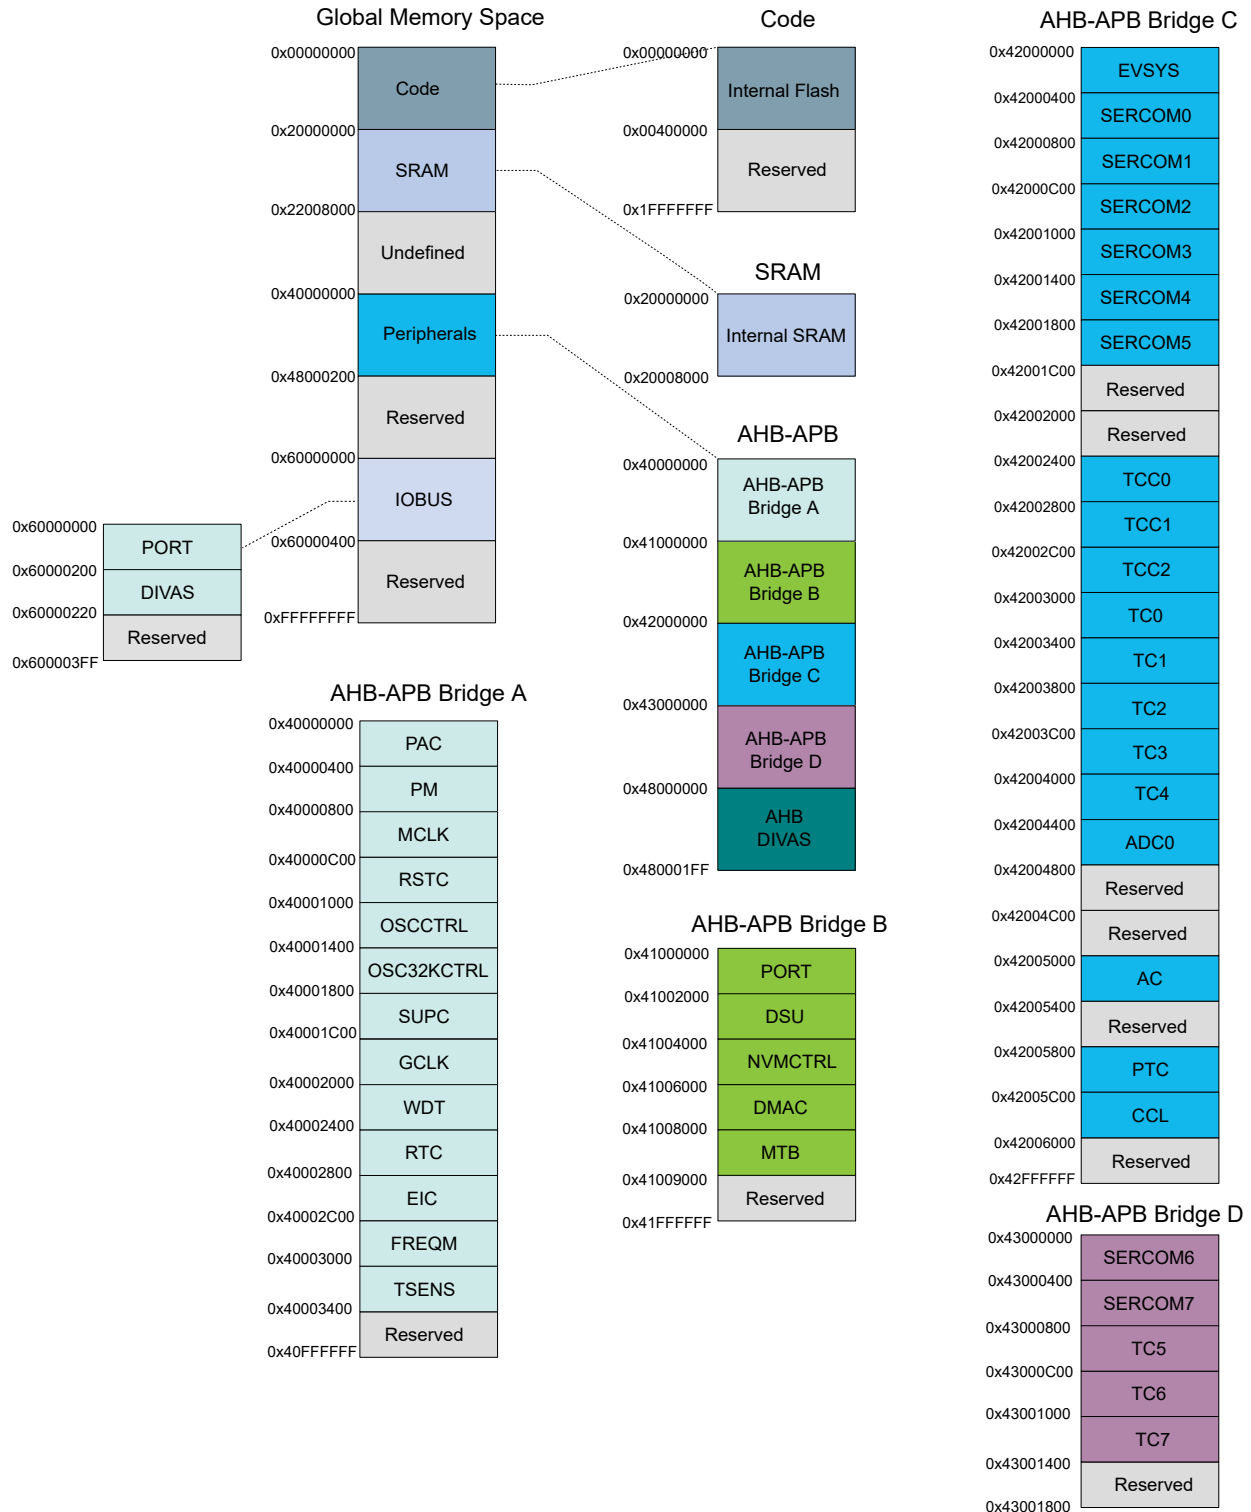 Global Memory Space
0x00000000
Code
0x20000000
SRAM
0x22008000
Undefined
0x40000000
Peripherals
0x48000200
Reserved
0x60000000
IOBUS
0x60000400
Reserved
0xFFFFFFFF
0x60000000
PORT
0x60000200
DIVAS
0x60000220
Reserved
0x600003FF
AHB-APB Bridge A
0x40000000
PAC
0x40000400
PM
0x40000800
MCLK
0x40000C00
RSTC
0x40001000
OSCCTRL
0x40001400
OSC32KCTRL
0x40001800
SUPC
0x40001C00
GCLK
0x40002000
WDT
0x40002400
RTC
0x40002800
EIC
0x40002C00
FREQM
0x40003000
TSENS
0x40003400
Reserved
0x40FFFFFF
Code
0x00000000
Internal Flash
0x00400000
Reserved
0x1FFFFFFF
SRAM
0x20000000
Internal SRAM
0x20008000
AHB-APB
0x40000000
AHB-APB
Bridge A
0x41000000
AHB-APB
Bridge B
0x42000000
AHB-APB
Bridge C
0x43000000
AHB-APB
Bridge D
0x48000000
AHB
DIVAS
0x480001FF
AHB-APB Bridge B
0x41000000
PORT
0x41002000
DSU
0x41004000
NVMCTRL
0x41006000
DMAC
0x41008000
MTB
0x41009000
Reserved
0x41FFFFFF
AHB-APB Bridge C
0x42000000
EVSYS
0x42000400
SERCOM0
0x42000800
SERCOM1
0x42000C00
SERCOM2
0x42001000
SERCOM3
0x42001400
SERCOM4
0x42001800
SERCOM5
0x42001C00
Reserved
0x42002000
Reserved
0x42002400
TCC0
0x42002800
TCC1
0x42002C00
TCC2
0x42003000
TC0
0x42003400
TC1
0x42003800
TC2
0x42003C00
TC3
0x42004000
TC4
0x42004400
ADC0
0x42004800
Reserved
0x42004C00
Reserved
0x42005000
AC
0x42005400
Reserved
0x42005800
PTC
0x42005C00
CCL
0x42006000
Reserved
0x42FFFFFF
AHB-APB Bridge D
0x43000000
SERCOM6
0x43000400
SERCOM7
0x43000800
TC5
0x43000C00
TC6
0x43001000
TC7
0x43001400
Reserved
0x43001800